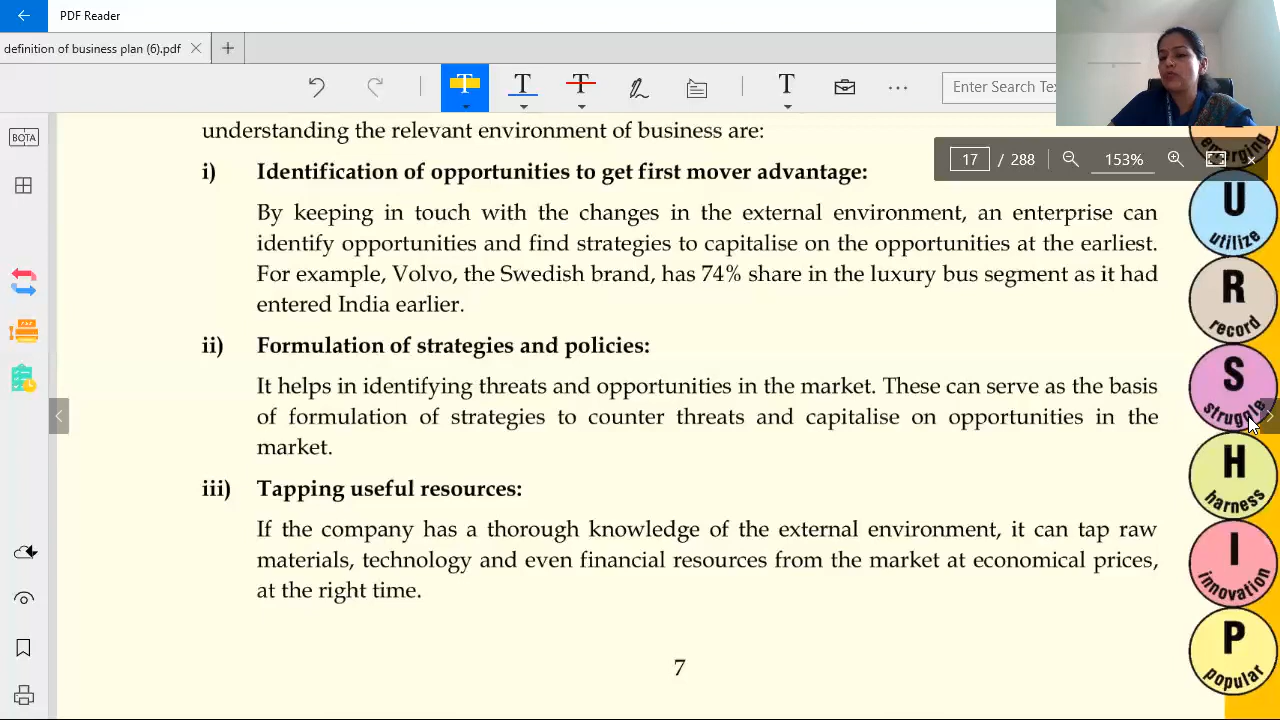 PDF Reader
definition of business plan (6).pdf
Enter Search Te
BOTA
17 / 288 153%
understanding the relevant environment of business are:
i) Identification of opportunities to get first mover advantage:
By keeping in touch with the changes in the external environment, an enterprise can
identify opportunities and find strategies to capitalise on the opportunities at the earliest.
For example, Volvo, the Swedish brand, has 74% share in the luxury bus segment as it had
entered India earlier.
ii) Formulation of strategies and policies:
It helps in identifying threats and opportunities in the market. These can serve as the basis
of formulation of strategies to counter threats and capitalise on opportunities in the
market.
iii) Tapping useful resources:
If the company has a thorough knowledge of the external environment, it can tap raw
materials, technology and even financial resources from the market at economical prices,
at the right time.
7
emerging
U
utilize
R
record
S
struggle
H
harness
I
innovation
P
popular